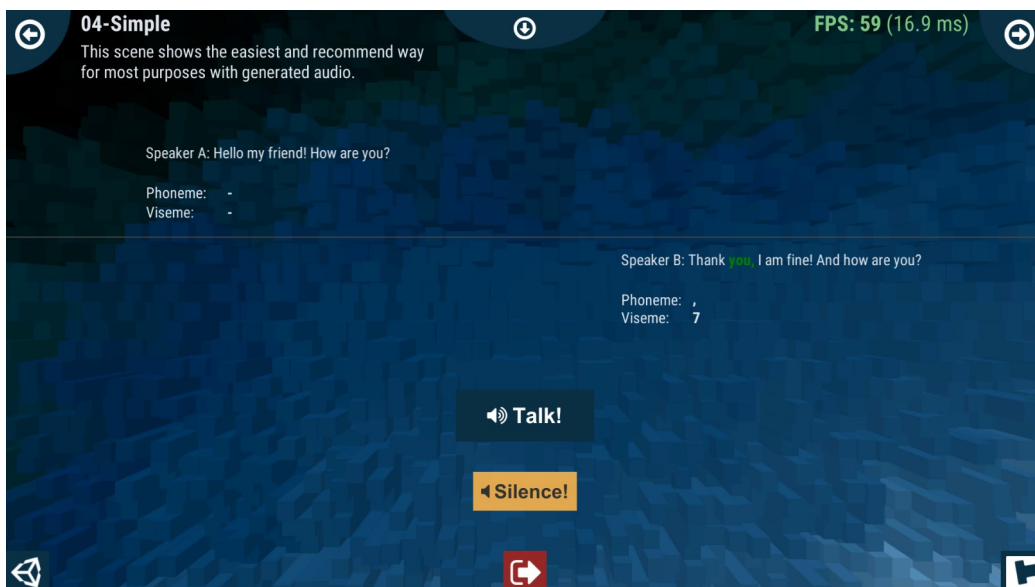 04-Simple
This scene shows the easiest and recommend way
for most purposes with generated audio.
FPS: 59 (16.9 ms)
Speaker A: Hello my friend! How are you?
Phoneme: -
Viseme: -
Speaker B: Thank you, I am fine! And how are you?
Phoneme: ,
Viseme: 7
Talk!
Silence!